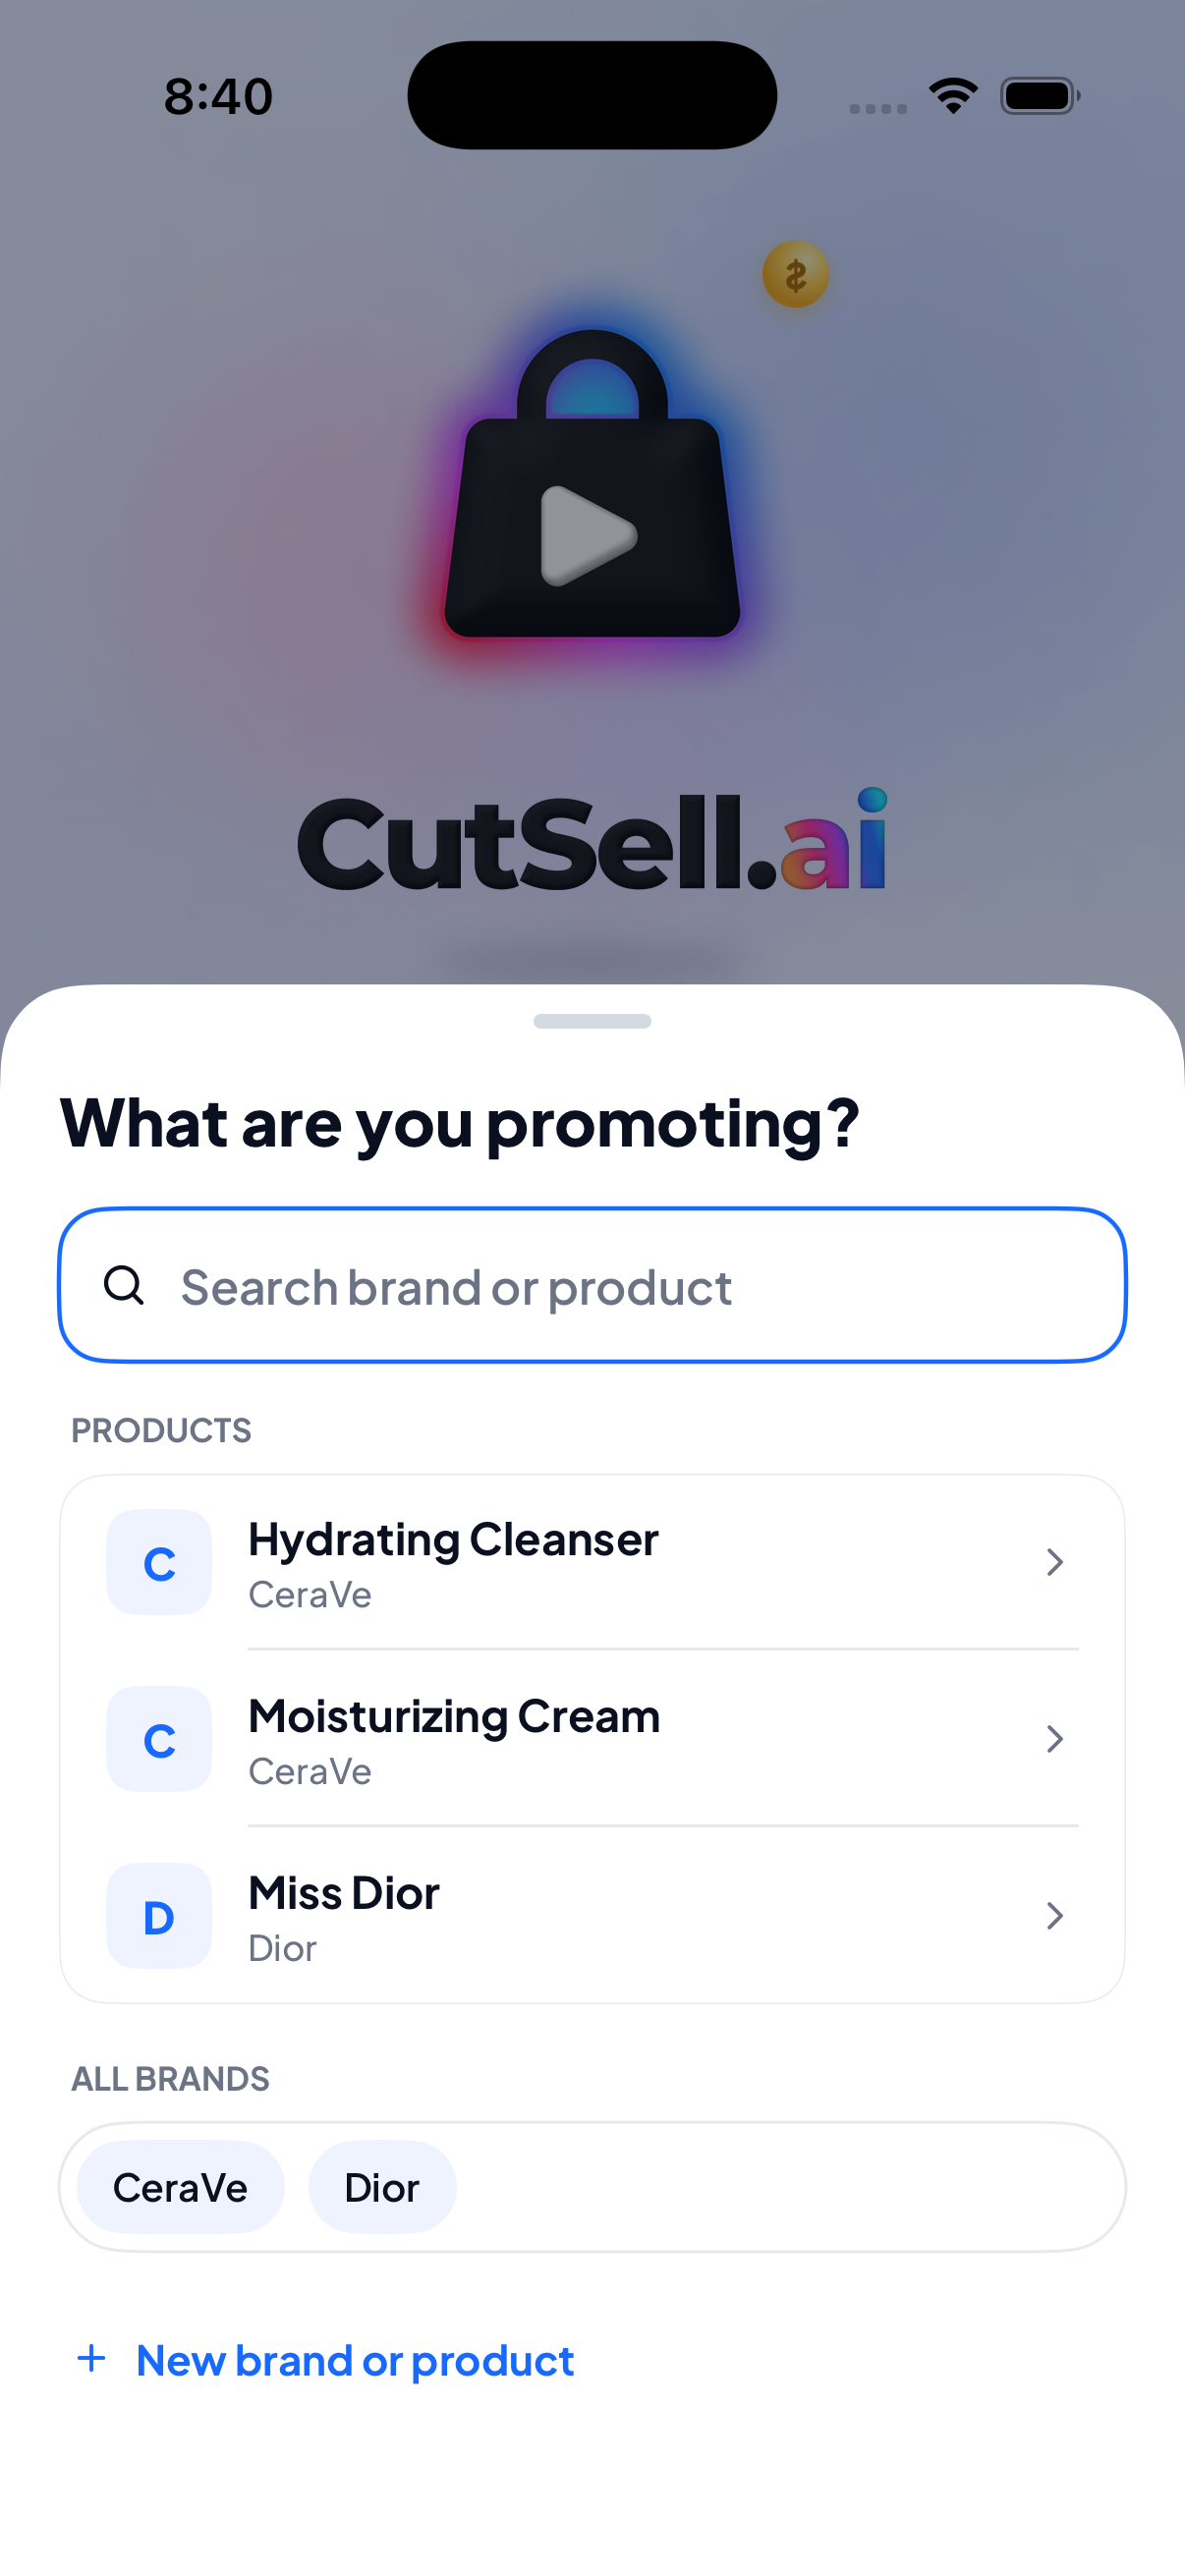 8:40
$
CutSell.ai
What are you promoting?
Search brand or product
PRODUCTS
C
Hydrating Cleanser
CeraVe
C
Moisturizing Cream
CeraVe
D
Miss Dior
Dior
ALL BRANDS
CeraVe Dior
+ New brand or product